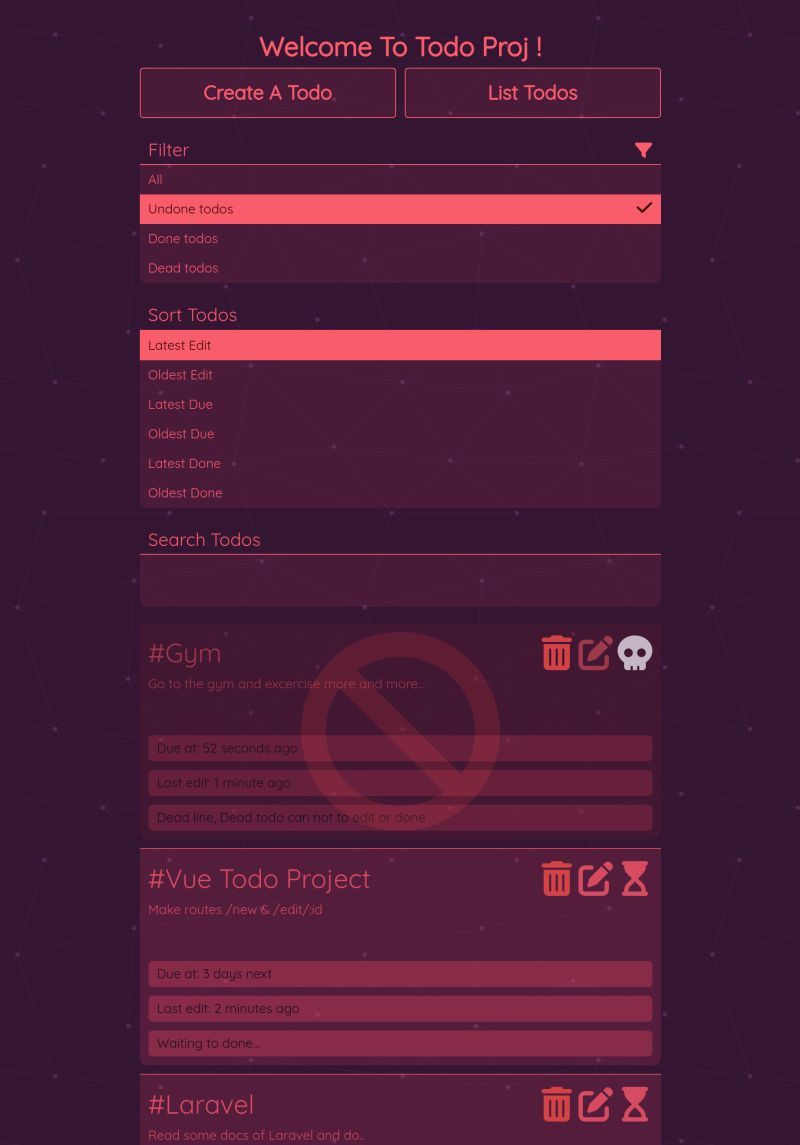 Welcome To Todo Proj !
Create A Todo
List Todos
Filter
All
Undone todos
Done todos
Dead todos
Sort Todos
Latest Edit
Oldest Edit
Latest Due
Oldest Due
Latest Done
Oldest Done
Search Todos
#Gym
Go to the gym and excercise more and more...
Due at: 52 seconds ago
Last edit: 1 minute ago
Dead line, Dead todo can not to edit or done
#Vue Todo Project
Make routes /new & /edit/:id
Due at: 3 days next
Last edit: 2 minutes ago
Waiting to done...
#Laravel
Read some docs of Laravel and do..